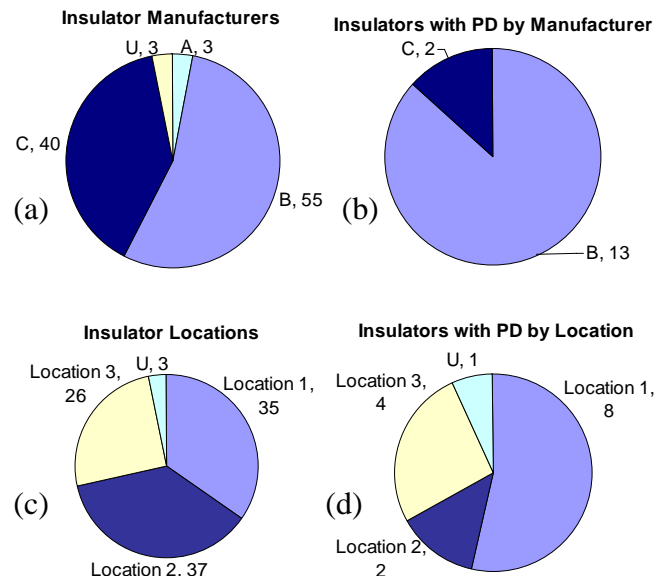 Insulator Manufacturers
U, 3
A, 3
C, 40
B, 55
(a)
Insulators with PD by Manufacturer
C, 2
B, 13
(b)
Insulator Locations
U, 3
Location 3,
26
Location 1,
35
Location 2, 37
(c)
Insulators with PD by Location
U, 1
Location 3,
4
Location 1,
8
Location 2,
2
(d)